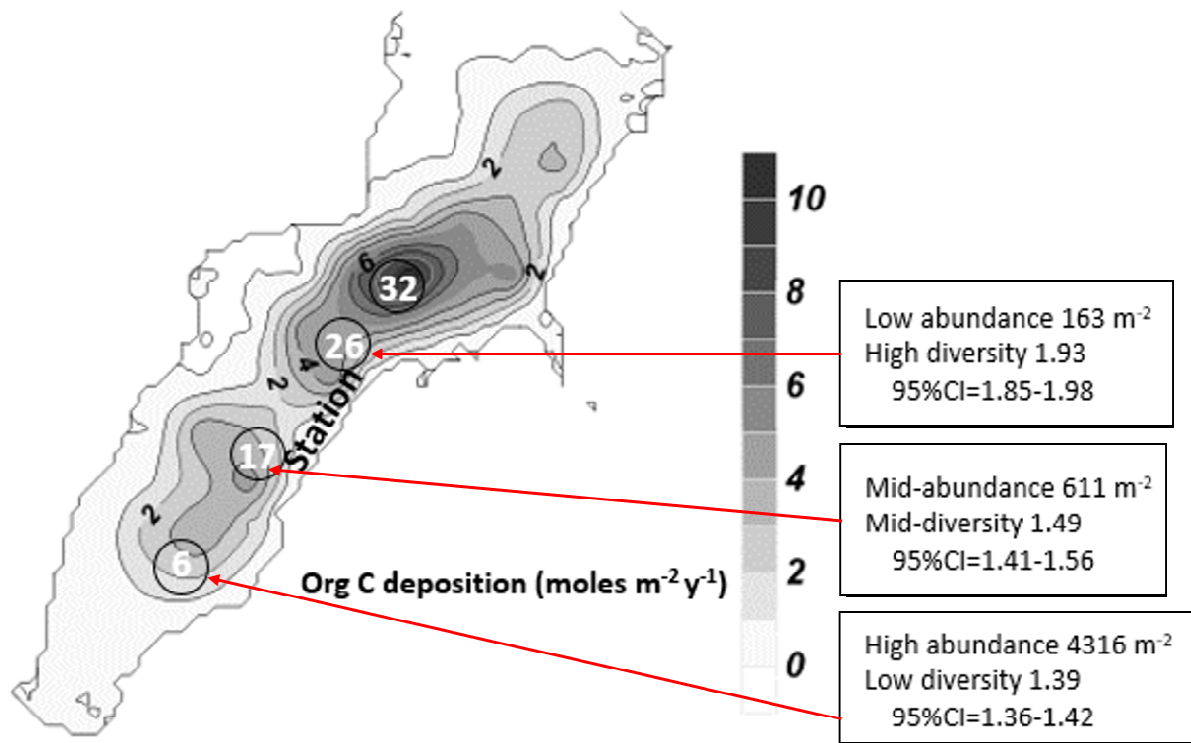 2
6
32
2
26
4
2
Station
17
2
6
Org C deposition (moles m⁻² y⁻¹)
10
8
6
4
2
0
Low abundance 163 m⁻²
High diversity 1.93
95%CI=1.85-1.98
Mid-abundance 611 m⁻²
Mid-diversity 1.49
95%CI=1.41-1.56
High abundance 4316 m⁻²
Low diversity 1.39
95%CI=1.36-1.42